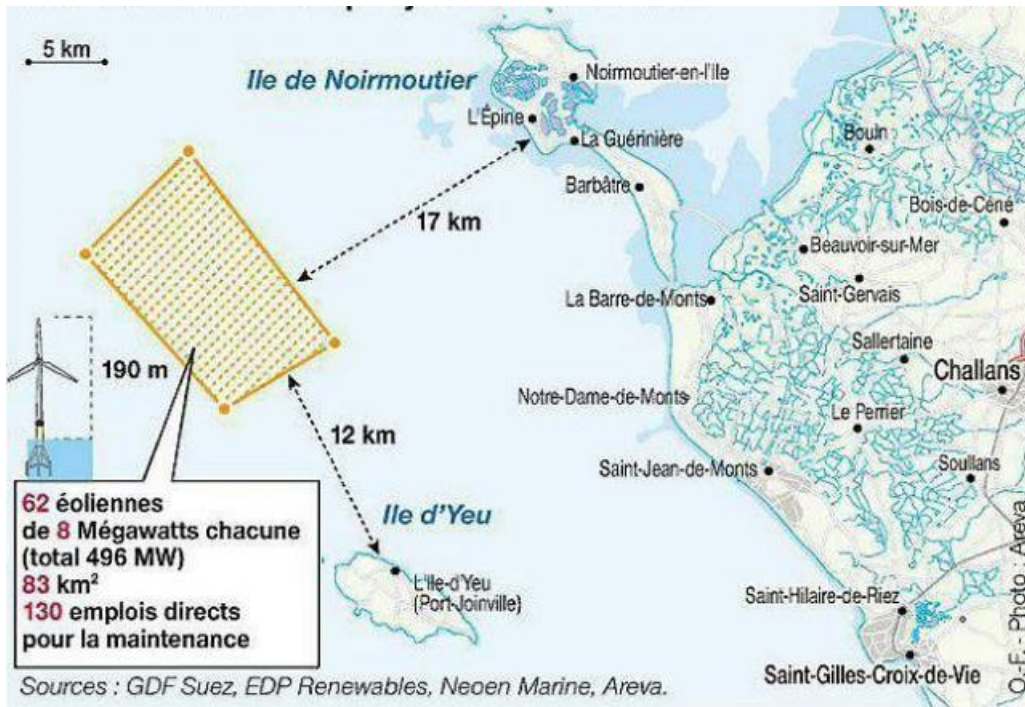 5 km
Ile de Noirmoutier
Noirmoutier-en-l'Ile
L'Épine
La Guérinière
Bouin
Barbâtre
17 km
Bois-de-Céné
Beauvoir-sur-Mer
Saint-Gervais
La Barre-de-Monts
190 m
Sallertaine
Challans
Notre-Dame-de-Monts
Le Perrier
12 km
Saint-Jean-de-Monts
Soullans
62 éoliennes
de 8 Mégawatts chacune
(total 496 MW)
83 km²
130 emplois directs
pour la maintenance
Ile d'Yeu
L'Ile-d'Yeu
(Port-Joinville)
Saint-Hilaire-de-Riez
Saint-Gilles-Croix-de-Vie
O.-F. - Photo : Areva
Sources : GDF Suez, EDP Renewables, Neoen Marine, Areva.